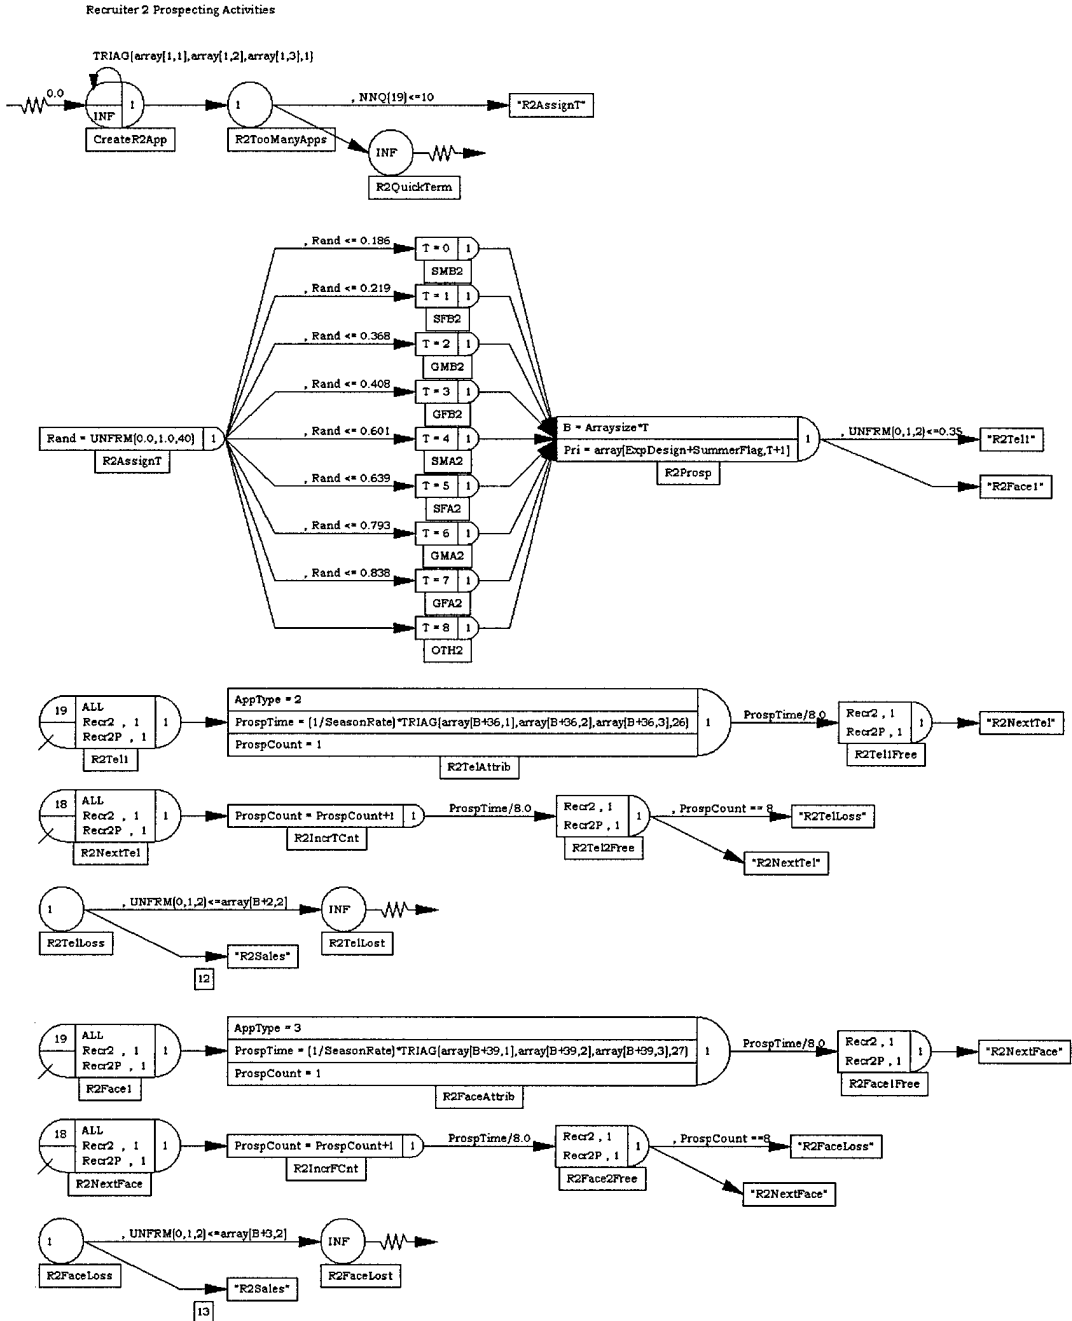 Recruiter 2 Prospecting Activities
TRIAG(array[1,1],array[1,2],array[1,3],1)
0.0
INF
1
CreateR2App
1
R2TooManyApps
, NNQ(19)<=10
"R2AssignT"
INF
R2QuickTerm
, Rand <= 0.186
T = 0
1
SMB2
, Rand <= 0.219
T = 1
1
SFB2
, Rand <= 0.368
T = 2
1
GMB2
, Rand <= 0.408
T = 3
1
GFB2
Rand = UNFRM(0.0,1.0,40)
1
R2AssignT
, Rand <= 0.601
T = 4
1
SMA2
, Rand <= 0.639
T = 5
1
SFA2
, Rand <= 0.793
T = 6
1
GMA2
, Rand <= 0.838
T = 7
1
GFA2
T = 8
1
OTH2
B = Arraysize*T
Pri = array[ExpDesign+SummerFlag,T+1]
1
R2Prosp
, UNFRM(0,1,2)<=0.35
"R2Tel1"
"R2Face1"
19
ALL
Recr2 , 1
Recr2P , 1
1
R2Tel1
AppType = 2
PropTime = (1/SeasonRate)*TRIAG(array[B+36,1],array[B+36,2],array[B+36,3],26)
ProspCount = 1
1
R2TelAttrib
ProspTime/8.0
Recr2 , 1
Recr2P , 1
1
R2Tel1Free
"R2NextTel"
18
ALL
Recr2 , 1
Recr2P , 1
1
R2NextTel
ProspCount = ProspCount+1
1
R2IncrTCnt
ProspTime/8.0
Recr2 , 1
Recr2P , 1
1
R2Tel2Free
, ProspCount == 8
"R2TelLoss"
"R2NextTel"
1
R2TelLoss
, UNFRM(0,1,2)<=array[B+2,2]
INF
R2TelLost
"R2Sales"
12
19
ALL
Recr2 , 1
Recr2P , 1
1
R2Face1
AppType = 3
ProspTime = (1/SeasonRate)*TRIAG(array[B+39,1],array[B+39,2],array[B+39,3],27)
ProspCount = 1
1
R2FaceAttrib
ProspTime/8.0
Recr2 , 1
Recr2P , 1
1
R2Face1Free
"R2NextFace"
18
ALL
Recr2 , 1
Recr2P , 1
1
R2NextFace
ProspCount = ProspCount+1
1
R2IncrFCnt
ProspTime/8.0
Recr2 , 1
Recr2P , 1
1
R2Face2Free
, ProspCount ==8
"R2FaceLoss"
"R2NextFace"
1
R2FaceLoss
, UNFRM(0,1,2)<=array[B+3,2]
INF
R2FaceLost
"R2Sales"
13